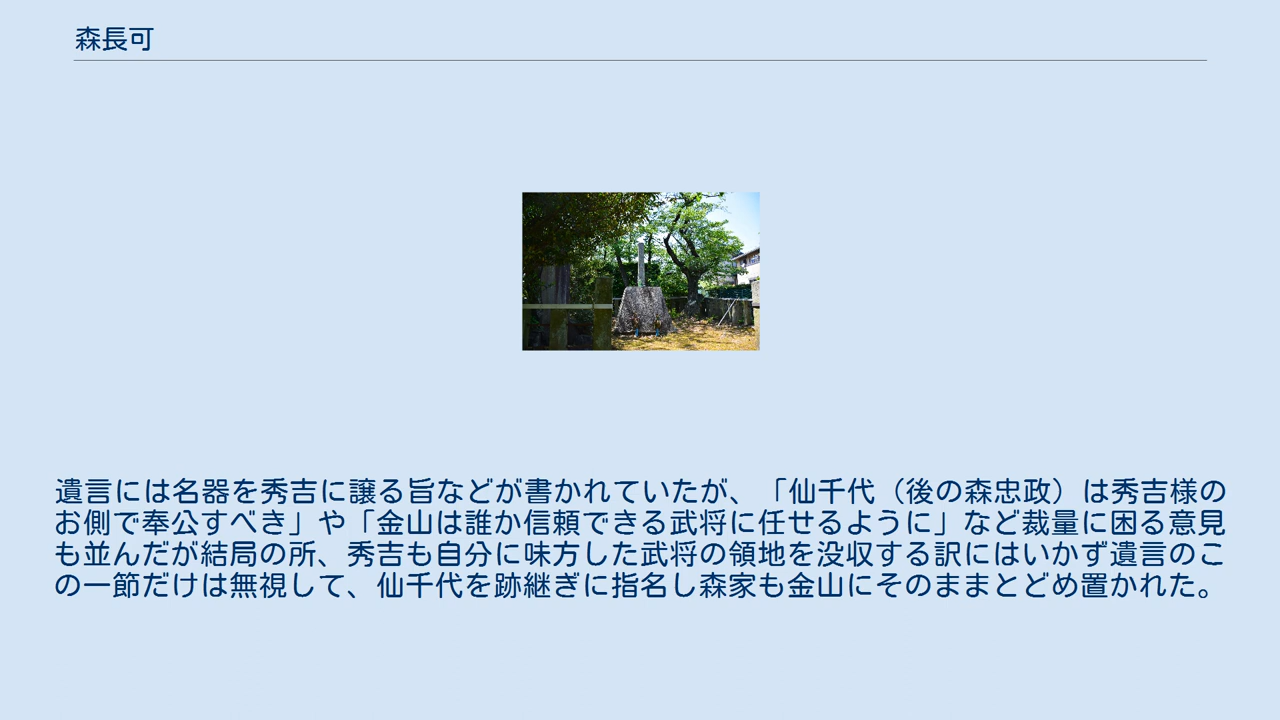 森長可
遺言には名器を秀吉に譲る旨などが書かれていたが、「仙千代（後の森忠政）は秀吉様の
お側で奉公すべき」や「金山は誰か信頼できる武将に任せるように」など裁量に困る意見
も並んだが結局の所、秀吉も自分に味方した武将の領地を没収する訳にはいかず遺言のこ
の一節だけは無視して、仙千代を跡継ぎに指名し森家も金山にそのままとどめ置かれた。